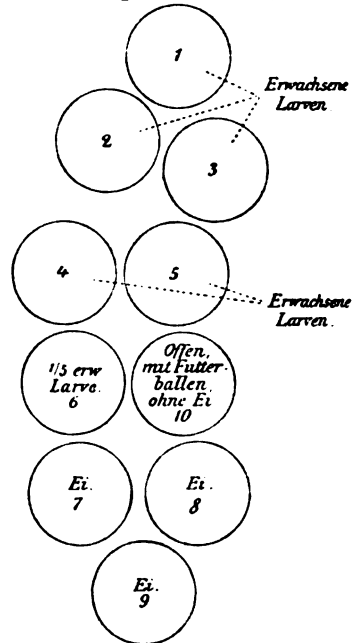 1
Erwachsene
Larven
2
3
4
5
Erwachsene
Larven.
1/3 erw
Larve.
6
Offen,
mit Futter-
ballen,
ohne Ei
10
Ei.
7
Ei.
8
Ei.
9